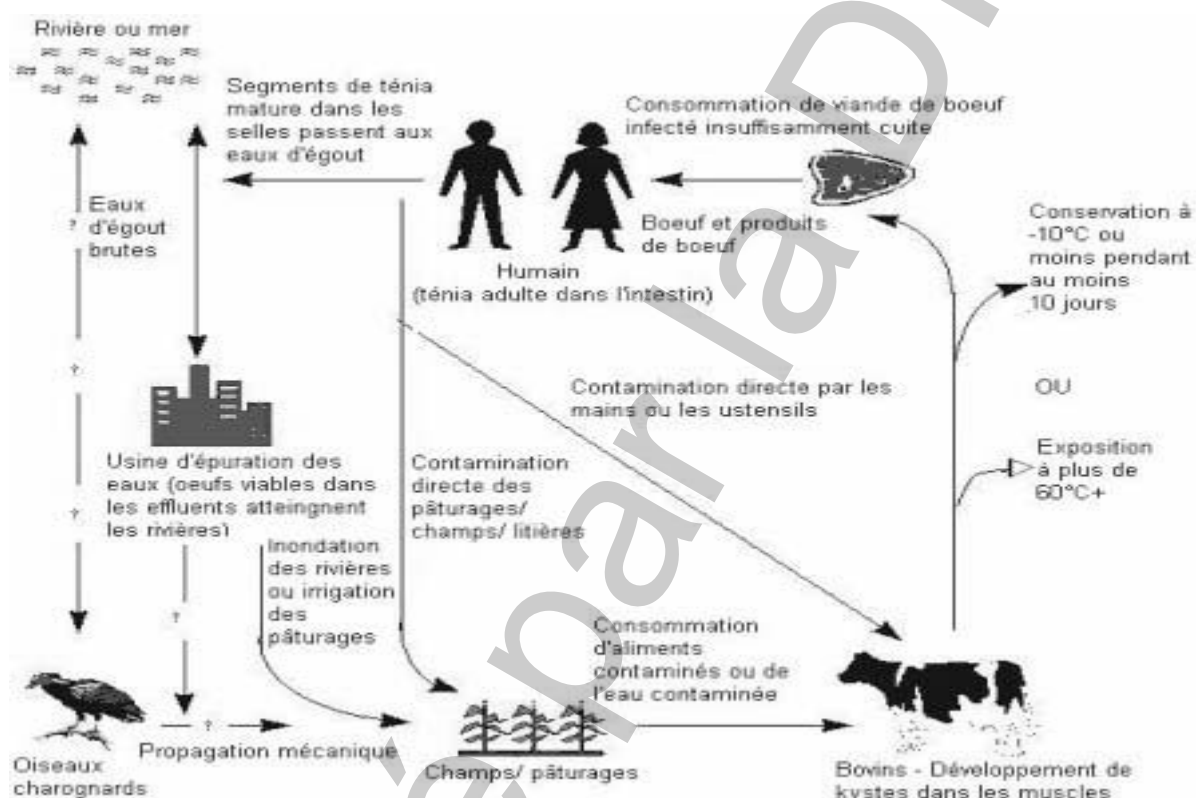 Rivière ou mer
Segments de ténia
mature dans les
selles passent aux
eaux d'égout
Consommation de viande de boeuf
infecté insuffisamment cuite
? Eaux
d'égout
brutes
Boeuf et produits
de boeuf
Conservation à
-10°C ou
moins pendant
au moins
10 jours
Humain
(ténia adulte dans l'intestin)
?
Contamination directe par les
mains ou les ustensils
OU
Usine d'épuration des
eaux (oeufs viables dans
les effluents atteingnent
les rivières)
Contamination
directe des
pâturages/
champs/ litières
Exposition
à plus de
60°C+
?
Inondation
des rivières
ou irrigation
des
pâturages
?
Consommation
d'aliments
contaminés ou de
l'eau contaminée
?
Propagation mécanique
Oiseaux
charognards
Champs/ pâturages
Bovins - Développement de
kystes dans les muscles
par la